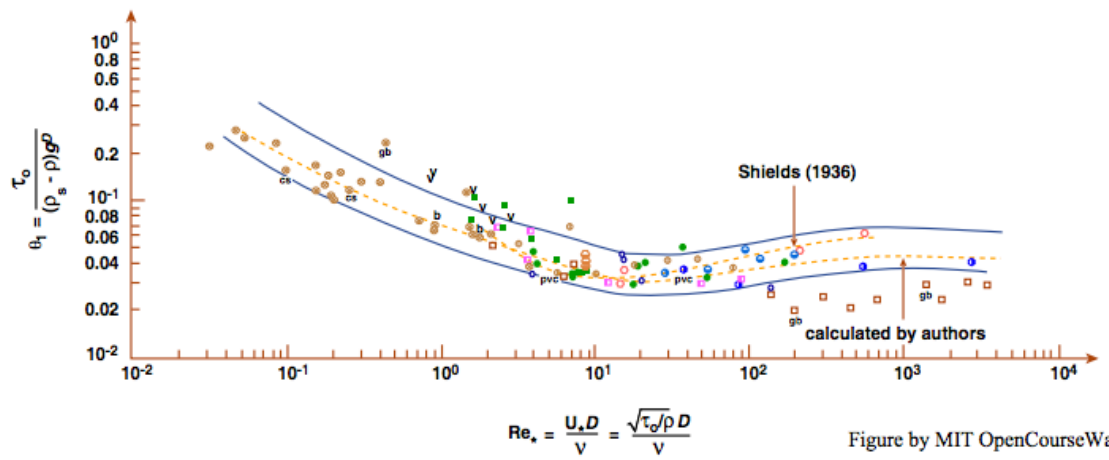 10⁰
0.8
0.6
0.4
0.2
10⁻¹
0.08
0.06
0.04
0.02
10⁻²
θ₁ = τₒ / (ρₛ - ρ)gᴰ
gb
cs
cs
v
v
v
v
v
v
b
b
pvc
pvc
Shields (1936)
gb
gb
calculated by authors
10⁻² 10⁻¹ 10⁰ 10¹ 10² 10³ 10⁴
Re⁎ = U⁎D / ν = √τₒ/ρ D / ν
Figure by MIT OpenCourseWa